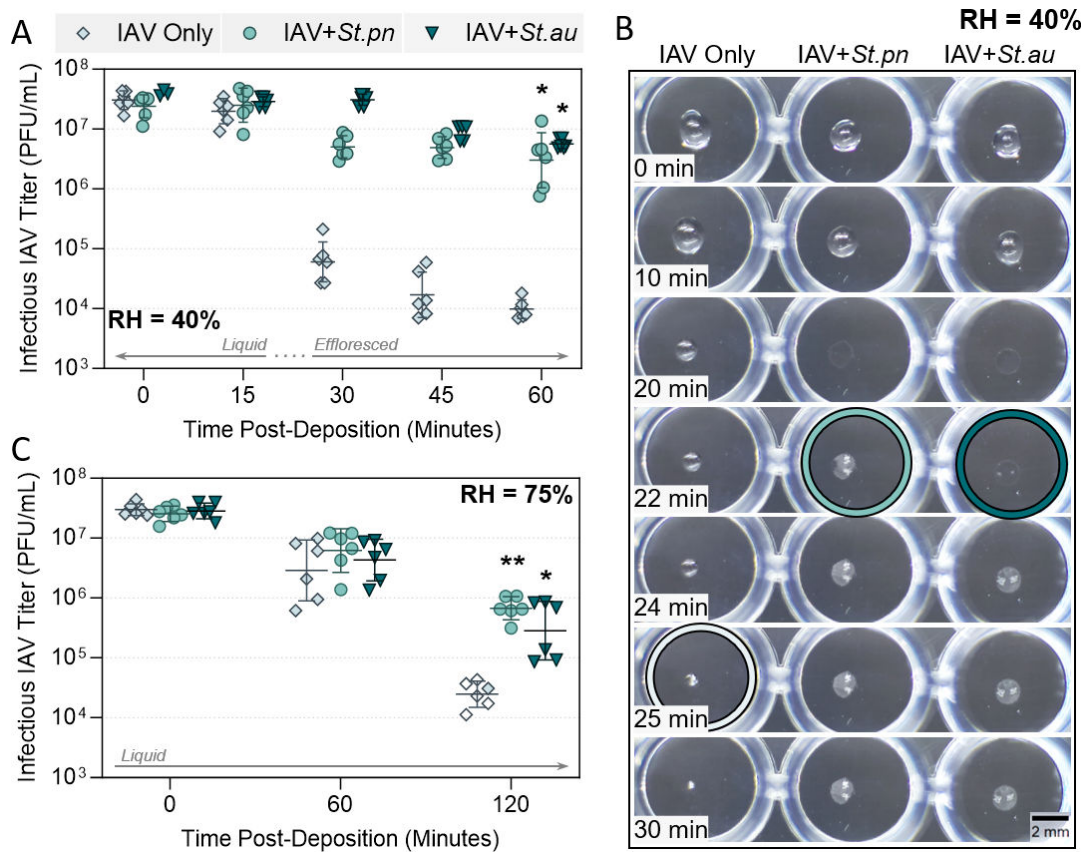 A
IAV Only
IAV+St.pn
IAV+St.au
Infectious IAV Titer (PFU/mL)
10⁸
10⁷
10⁶
10⁵
10⁴
10³
*
*
RH = 40%
Liquid
Effloresced
0
15
30
45
60
Time Post-Deposition (Minutes)
B
RH = 40%
IAV Only
IAV+St.pn
IAV+St.au
0 min
10 min
20 min
22 min
24 min
25 min
30 min
2 mm
C
Infectious IAV Titer (PFU/mL)
10⁸
10⁷
10⁶
10⁵
10⁴
10³
RH = 75%
**
*
Liquid
0
60
120
Time Post-Deposition (Minutes)